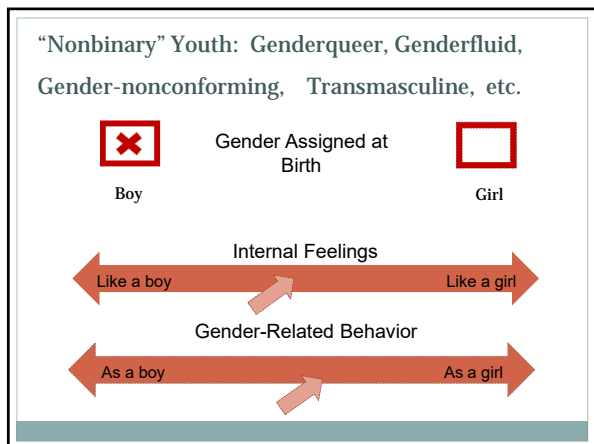 “Nonbinary” Youth: Genderqueer, Genderfluid,
Gender-nonconforming, Transmasculine, etc.
Gender Assigned at
Birth
Boy
Girl
Internal Feelings
Like a boy
Like a girl
Gender-Related Behavior
As a boy
As a girl